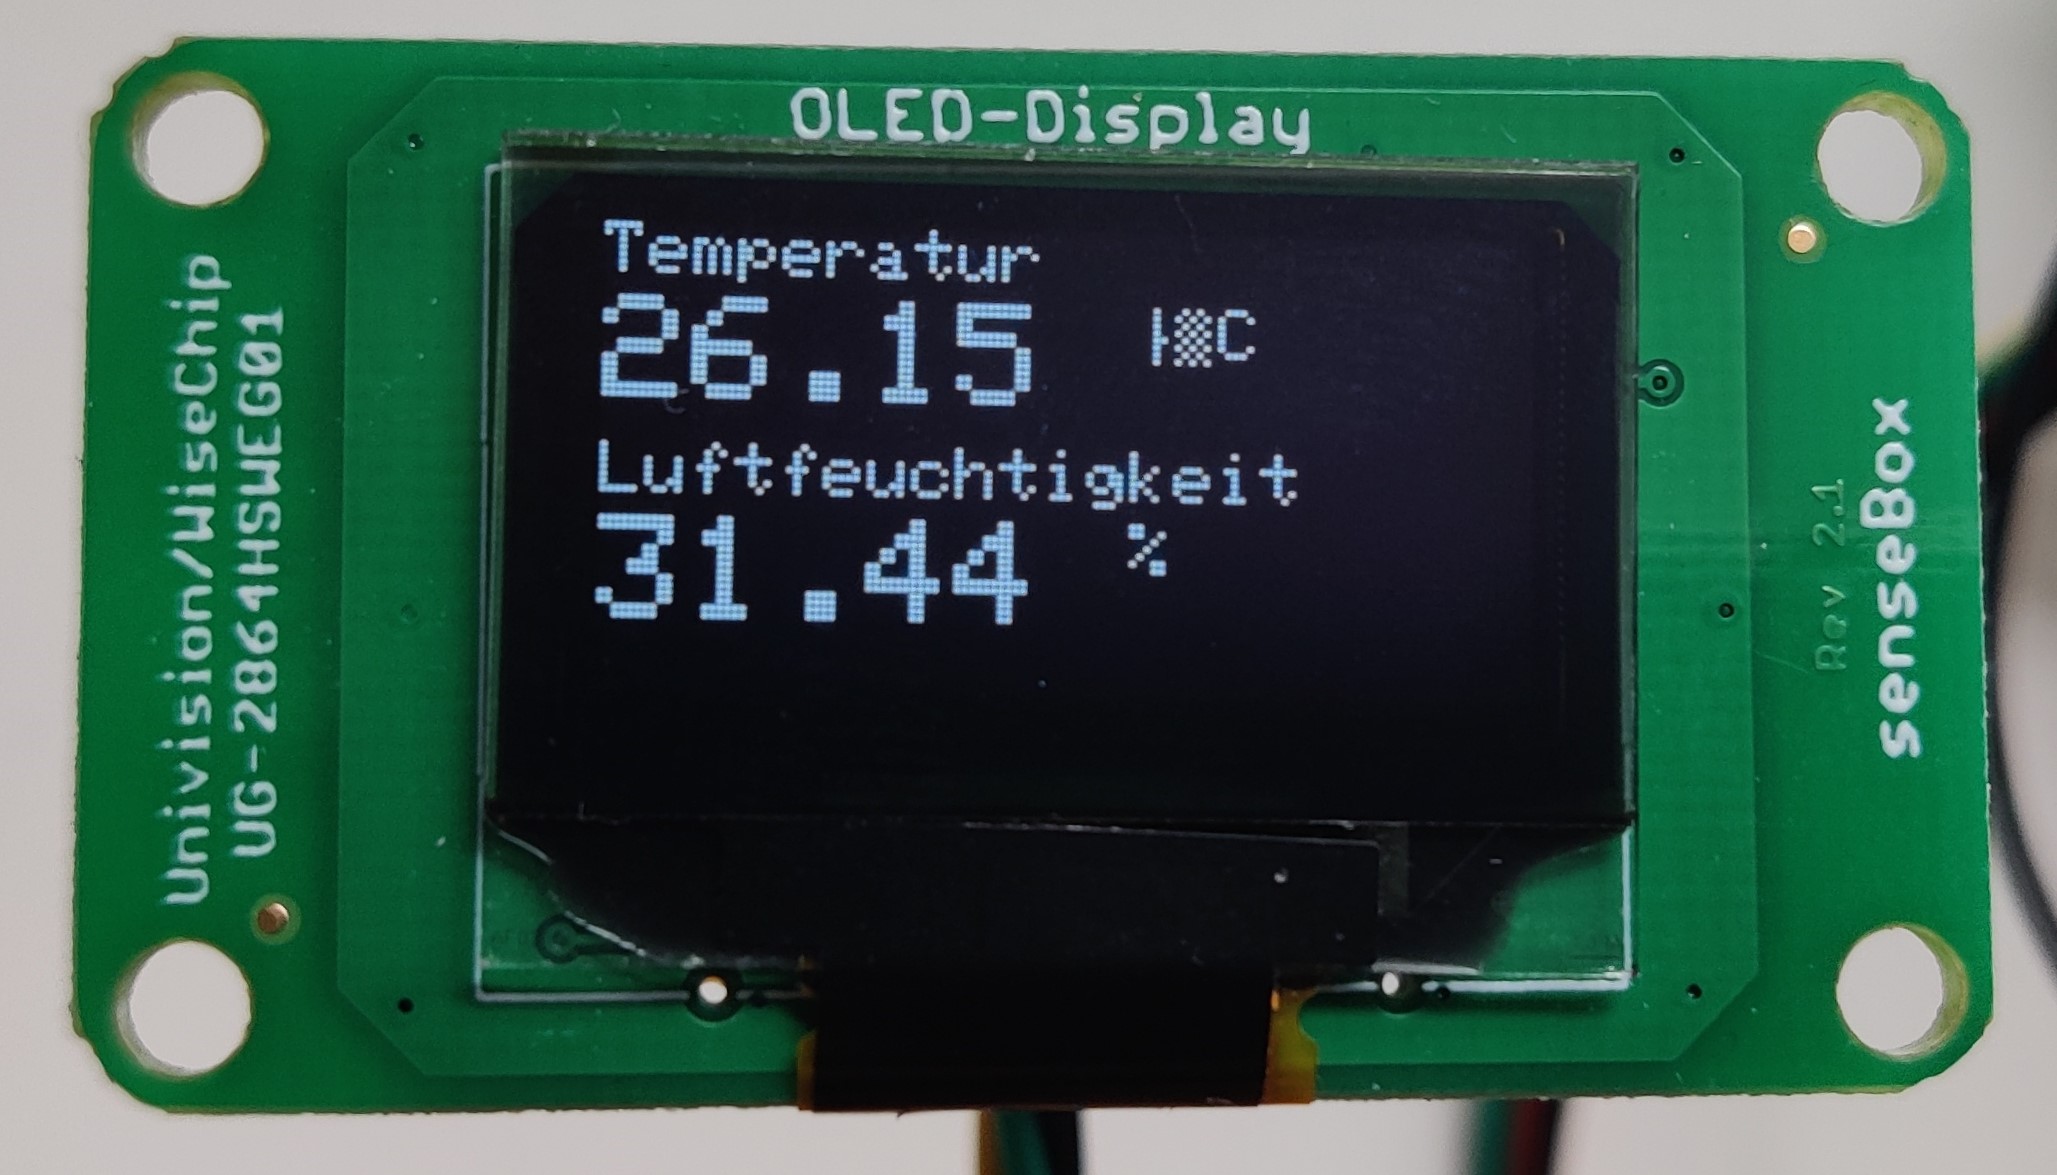 OLED-Display
Temperatur
26.15 ├▒C
Luftfeuchtigkeit
31.44 %
Univision/WiseChip
UG-2864HSWEG01
Rev 2.1
senseBox